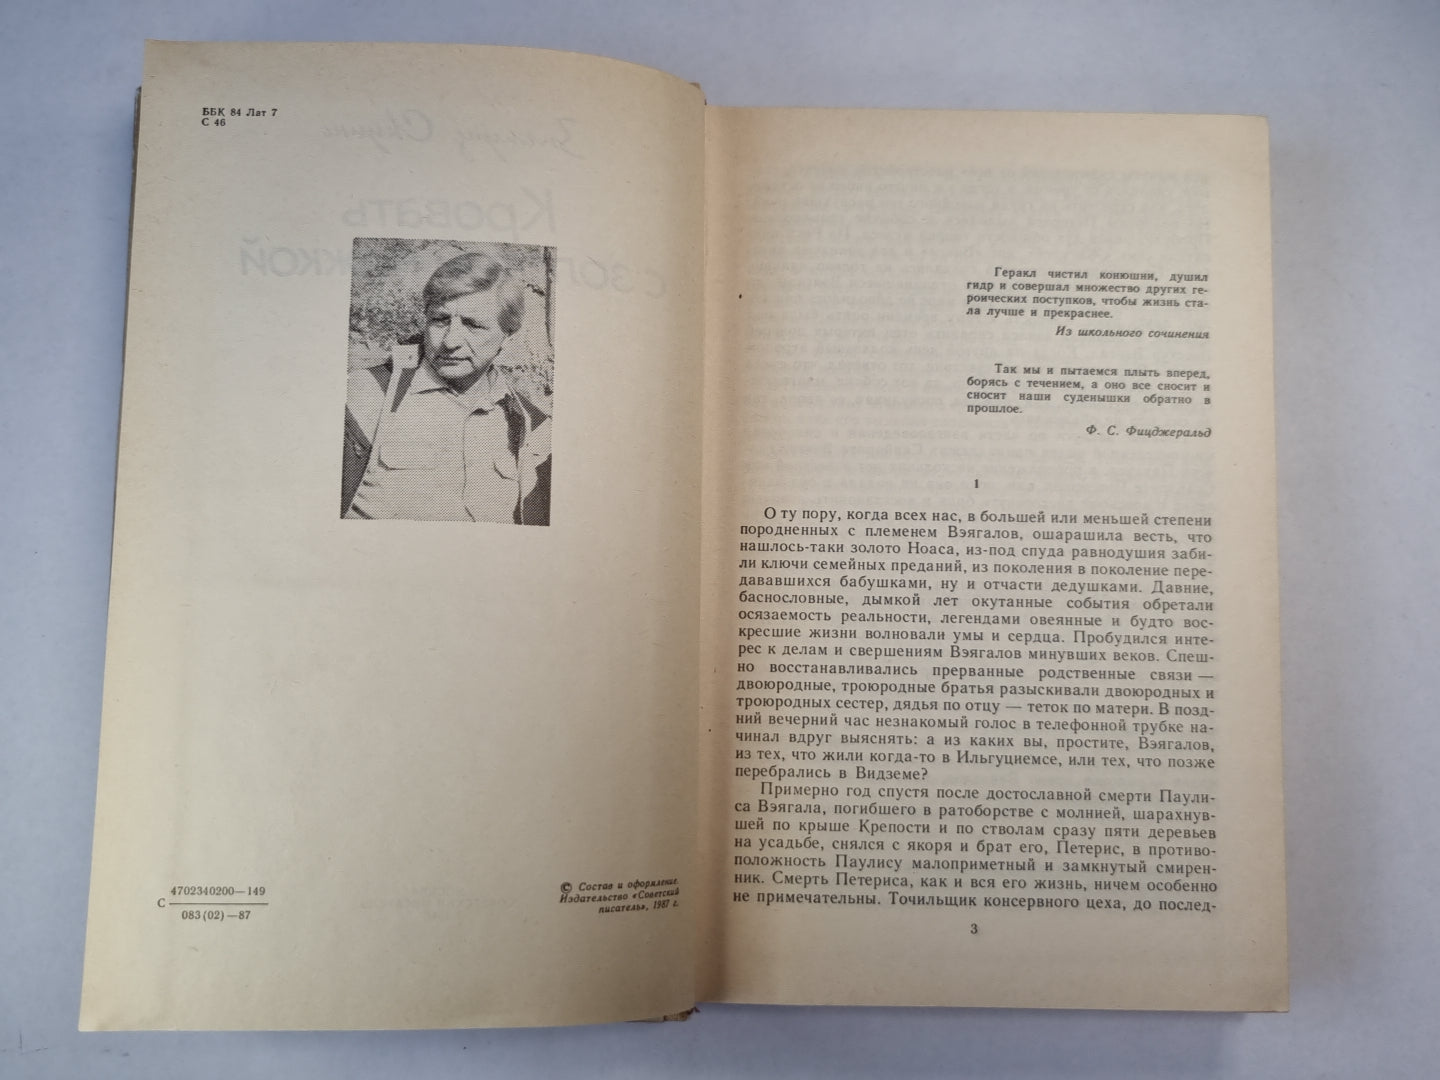 ББК 84 Лат 7
С 46
4702340200—149
С
083(02)—87
© Состав и оформление.
Издательство «Советский
писатель», 1987 г.
Геракл чистил конюшни, душил
гидр и совершал множество других ге-
роических поступков, чтобы жизнь ста-
ла лучше и прекраснее.
Из школьного сочинения
Так мы и пытаемся плыть вперед,
борясь с течением, а оно все сносит и
сносит наши суденышки обратно в
прошлое.
Ф. С. Фицджеральд
1
О ту пору, когда всех нас, в большей или меньшей степени
породненных с племенем Вэягалов, ошарашила весть, что
нашлось-таки золото Ноаса, из-под спуда равнодушия заби-
ли ключи семейных преданий, из поколения в поколение пере-
дававшихся бабушками, ну и отчасти дедушками. Давние,
баснословные, дымкой лет окутанные события обретали
осязаемость реальности, легендами овеянные и будто вос-
кресшие жизни волновали умы и сердца. Пробудился инте-
рес к делам и свершениям Вэягалов минувших веков. Спеш-
но восстанавливались прерванные родственные связи —
двоюродные, троюродные братья разыскивали двоюродных и
троюродных сестер, дядья по отцу — теток по матери. В позд-
ний вечерний час незнакомый голос в телефонной трубке на-
чинал вдруг выяснять: а из каких вы, простите, Вэягалов,
из тех, что жили когда-то в Ильгуциемсе, или тех, что позже
перебрались в Видземе?
Примерно год спустя после достославной смерти Паули-
са Вэягала, погибшего в ратоборстве с молнией, шарахнув-
шей по крыше Крепости и по стволам сразу пяти деревьев
на усадьбе, снялся с якоря и брат его, Петерис, в противо-
положность Паулису малоприметный и замкнутый смирен-
ник. Смерть Петериса, как и вся его жизнь, ничем особенно
не примечательны. Точильщик консервного цеха, до послед-
3